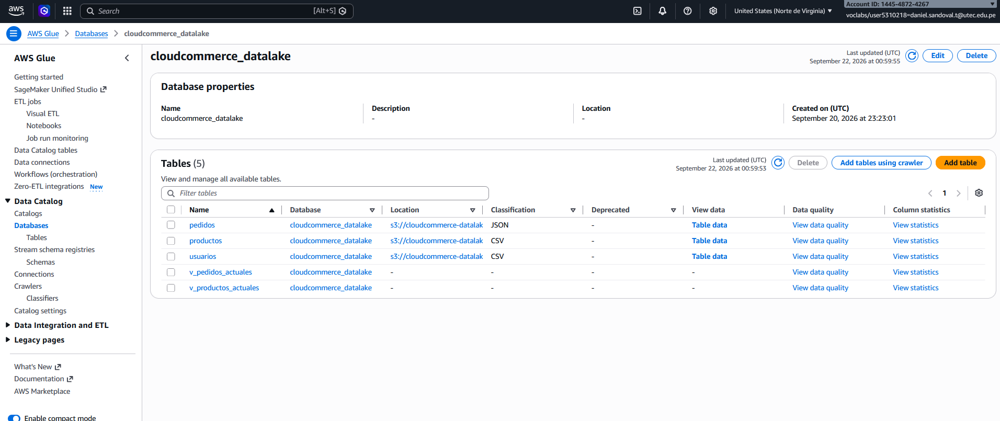 aws
Search [Alt+S]
United States (Norte de Virginia)
Account ID: 1445-4872-4267
voclabs/user5310218=daniel.sandoval.t@utec.edu.pe
AWS Glue > Databases > cloudcommerce_datalake
AWS Glue
Getting started
SageMaker Unified Studio
ETL jobs
Visual ETL
Notebooks
Job run monitoring
Data Catalog tables
Data connections
Workflows (orchestration)
Zero-ETL integrations New
Data Catalog
Catalogs
Databases
Tables
Stream schema registries
Schemas
Connections
Crawlers
Classifiers
Catalog settings
Data Integration and ETL
Legacy pages
What's New
Documentation
AWS Marketplace
Enable compact mode
cloudcommerce_datalake
Last updated (UTC)
September 22, 2026 at 00:59:55
Edit
Delete
Database properties
Name
cloudcommerce_datalake
Description
-
Location
-
Created on (UTC)
September 20, 2026 at 23:23:01
Tables (5)
Last updated (UTC)
September 22, 2026 at 00:59:53
Delete
Add tables using crawler
Add table
View and manage all available tables.
Filter tables
1
Name Database Location Classification Deprecated View data Data quality Column statistics
pedidos cloudcommerce_datalake s3://cloudcommerce-datalak JSON - Table data View data quality View statistics
productos cloudcommerce_datalake s3://cloudcommerce-datalak CSV - Table data View data quality View statistics
usuarios cloudcommerce_datalake s3://cloudcommerce-datalak CSV - Table data View data quality View statistics
v_pedidos_actuales cloudcommerce_datalake - - - - View data quality View statistics
v_productos_actuales cloudcommerce_datalake - - - - View data quality View statistics